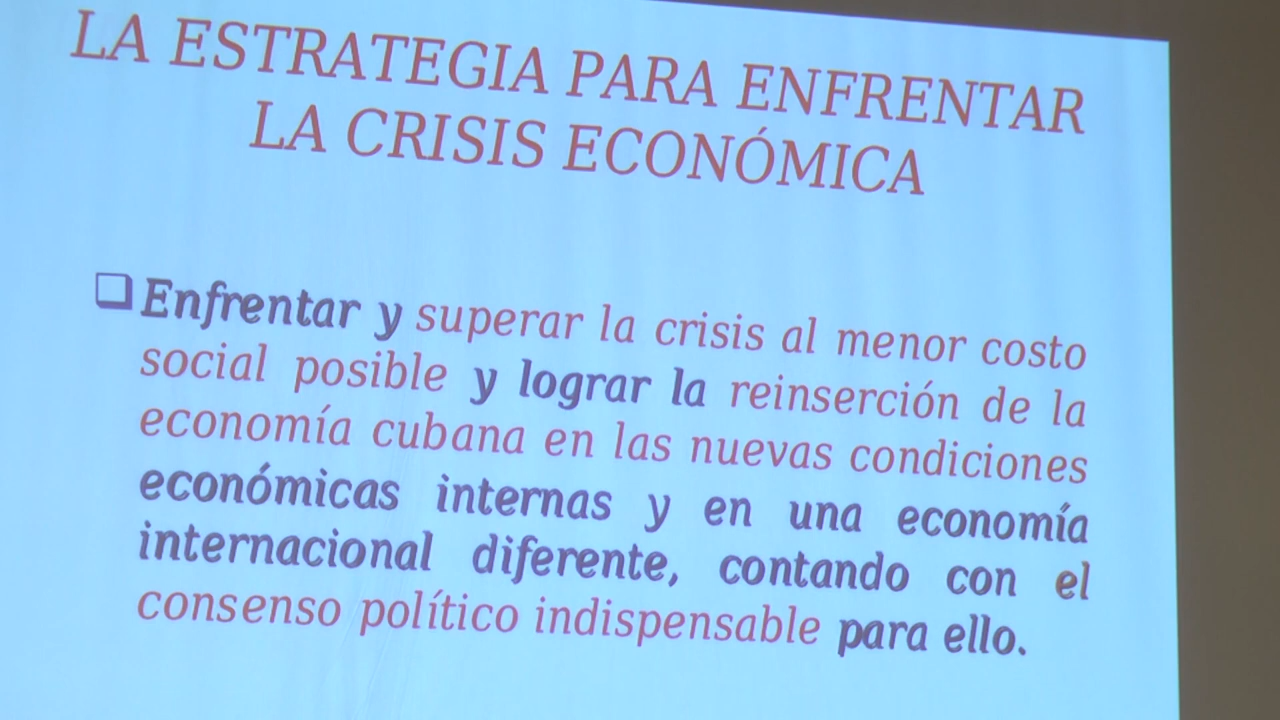 LA ESTRATEGIA PARA ENFRENTAR
LA CRISIS ECONÓMICA
Enfrentar y superar la crisis al menor costo
social posible y lograr la reinserción de la
economía cubana en las nuevas condiciones
económicas internas y en una economía
internacional diferente, contando con el
consenso político indispensable para ello.